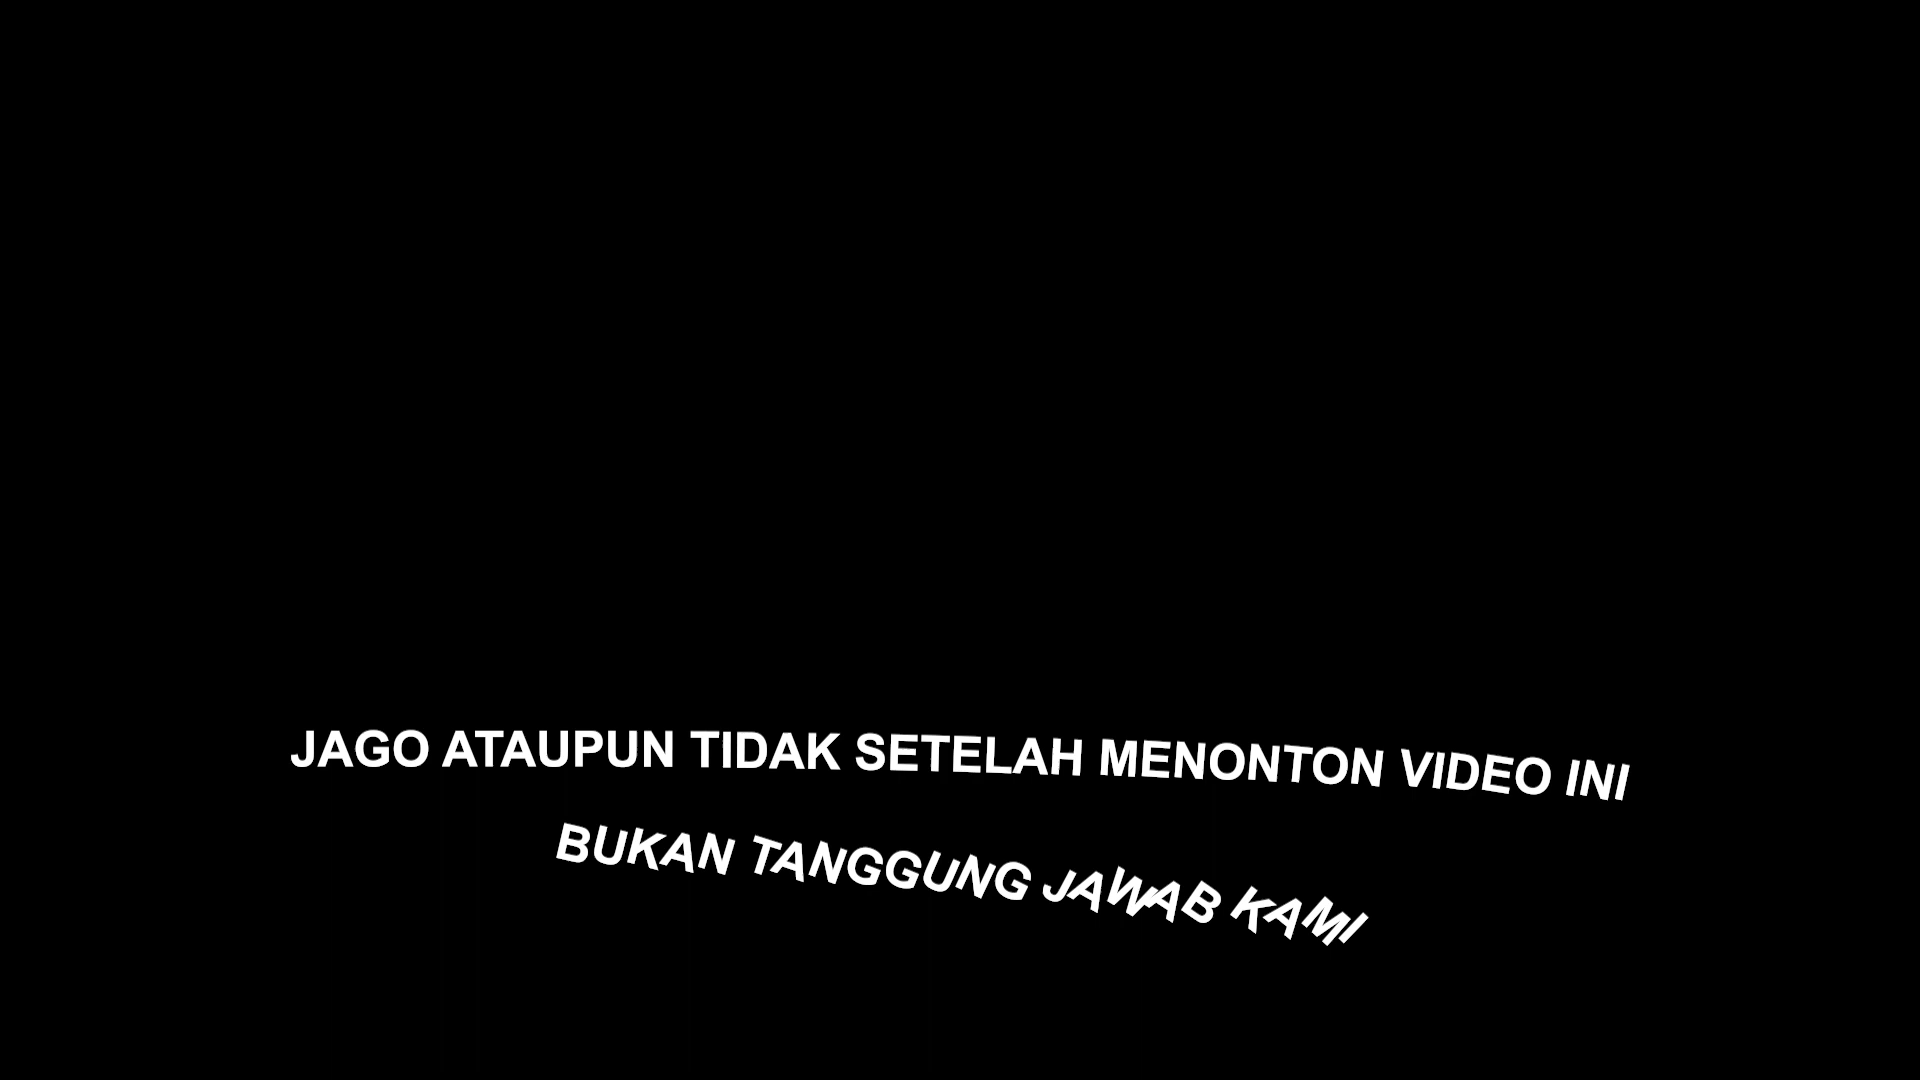 JAGO ATAUPUN TIDAK SETELAH MENONTON VIDEO INI
BUKAN TANGGUNG JAWAB KAMI